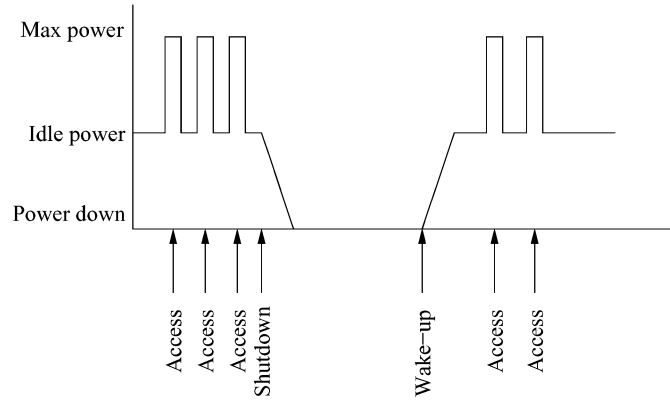 Max power
Idle power
Power down
Access
Access
Access
Shutdown
Wake−up
Access
Access